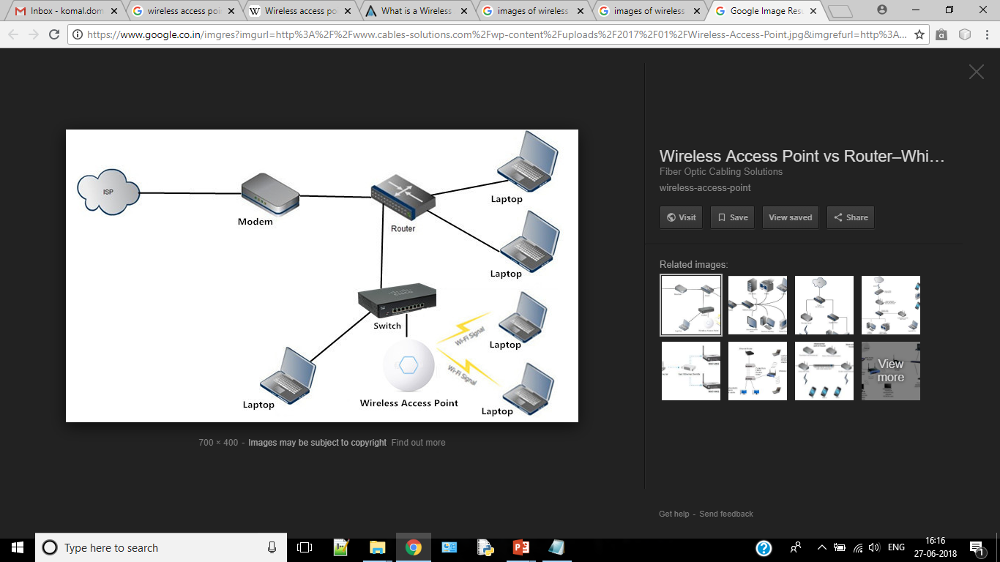 Inbox - komal.dom
wireless access poi
Wireless access po
What is a Wireless
images of wireless
images of wireless
Google Image Resu
https://www.google.co.in/imgres?imgurl=http%3A%2F%2Fwww.cables-solutions.com%2Fwp-content%2Fuploads%2F2017%2F01%2FWireless-Access-Point.jpg&imgrefurl=http%3A...
ISP
Modem
Router
Laptop
Laptop
Switch
Wi-Fi Signal
Laptop
Wi-Fi Signal
Laptop
Wireless Access Point
Laptop
700 × 400 - Images may be subject to copyright Find out more
Wireless Access Point vs Router–Whi...
Fiber Optic Cabling Solutions
wireless-access-point
Visit
Save
View saved
Share
Related images:
View
more
Get help - Send feedback
Type here to search
ENG
16:16
27-06-2018
1